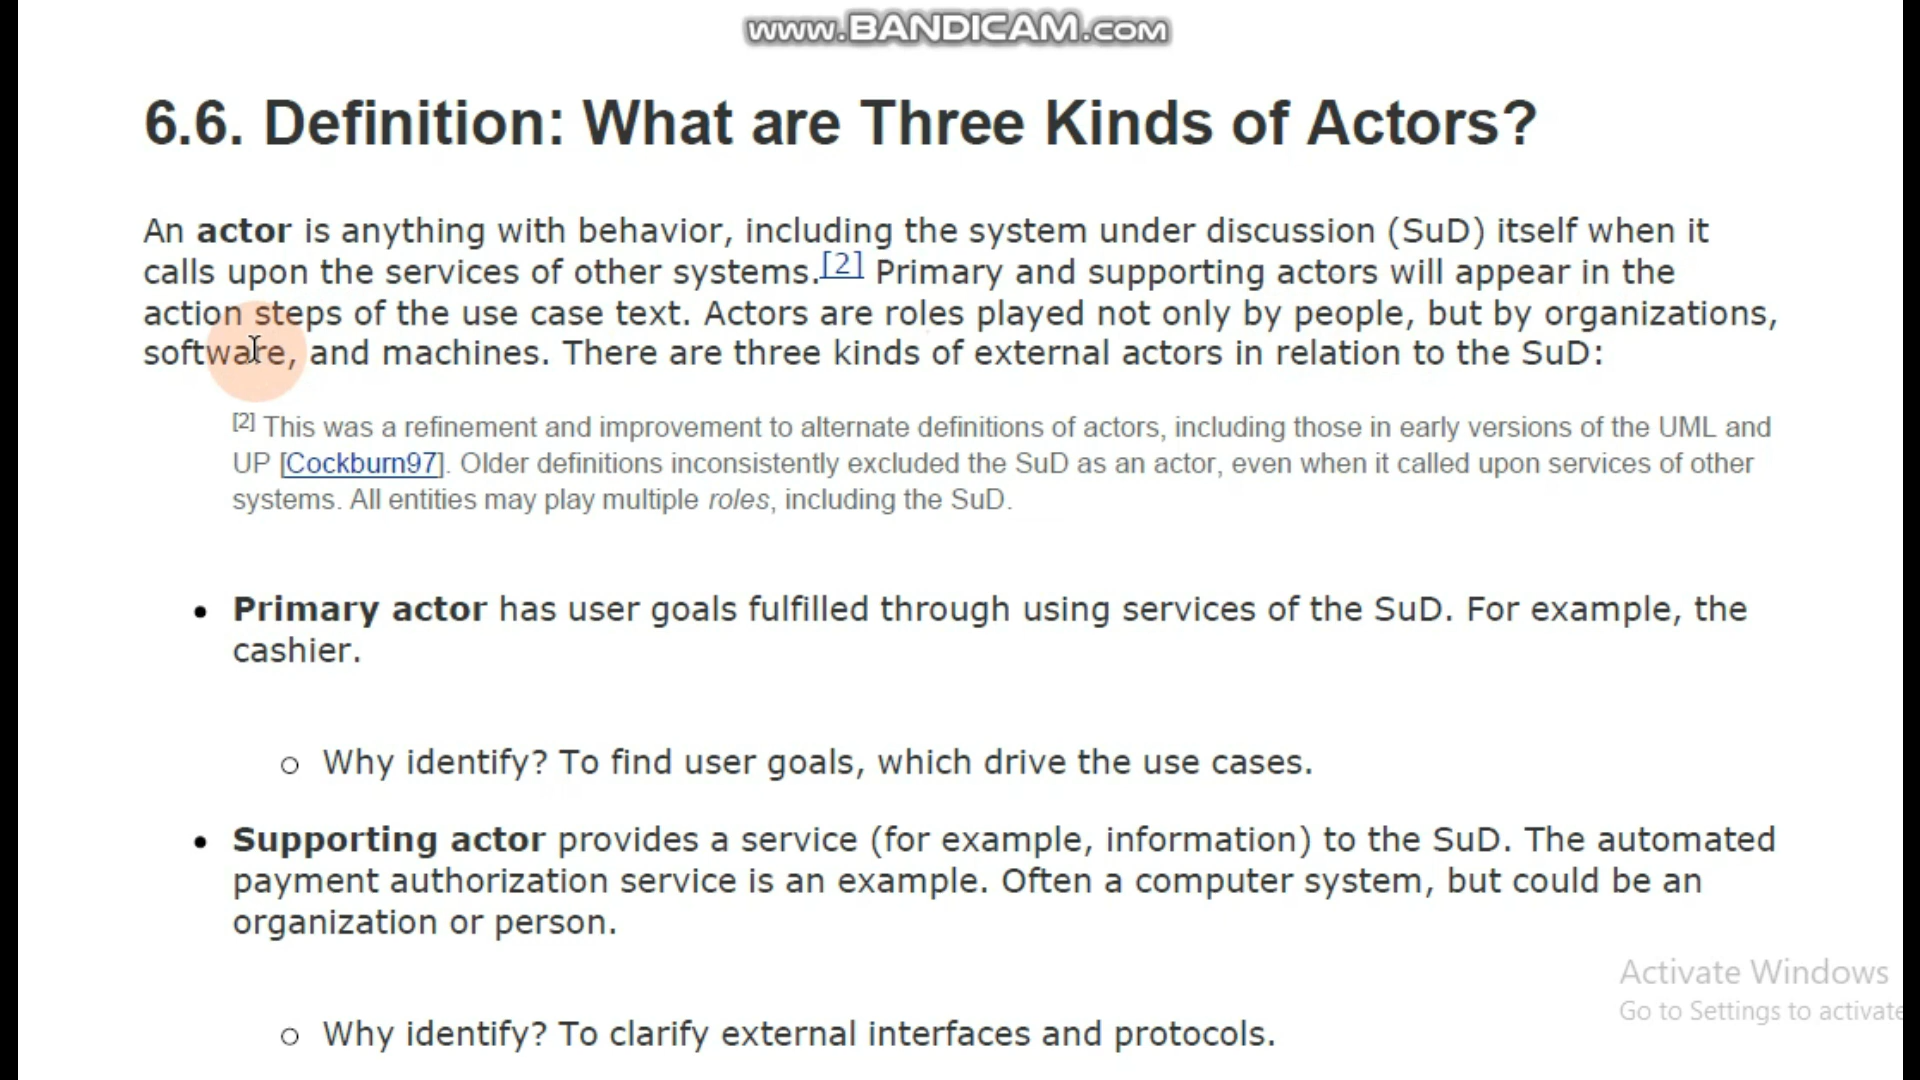 www.BANDICAM.com
6.6. Definition: What are Three Kinds of Actors?
An actor is anything with behavior, including the system under discussion (SuD) itself when it
calls upon the services of other systems.[2] Primary and supporting actors will appear in the
action steps of the use case text. Actors are roles played not only by people, but by organizations,
software, and machines. There are three kinds of external actors in relation to the SuD:
[2] This was a refinement and improvement to alternate definitions of actors, including those in early versions of the UML and
UP [Cockburn97]. Older definitions inconsistently excluded the SuD as an actor, even when it called upon services of other
systems. All entities may play multiple roles, including the SuD.
• Primary actor has user goals fulfilled through using services of the SuD. For example, the
cashier.
o Why identify? To find user goals, which drive the use cases.
• Supporting actor provides a service (for example, information) to the SuD. The automated
payment authorization service is an example. Often a computer system, but could be an
organization or person.
Activate Windows
Go to Settings to activate
o Why identify? To clarify external interfaces and protocols.